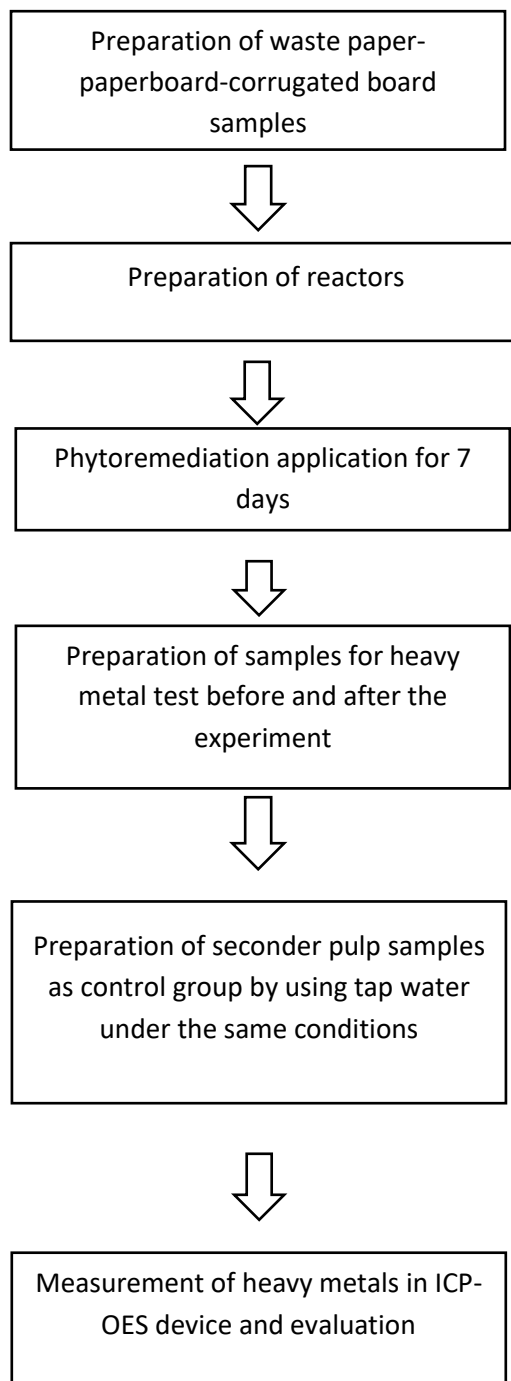 Preparation of waste paper-
paperboard-corrugated board
samples
Preparation of reactors
Phytoremediation application for 7
days
Preparation of samples for heavy
metal test before and after the
experiment
Preparation of seconder pulp samples
as control group by using tap water
under the same conditions
Measurement of heavy metals in ICP-
OES device and evaluation